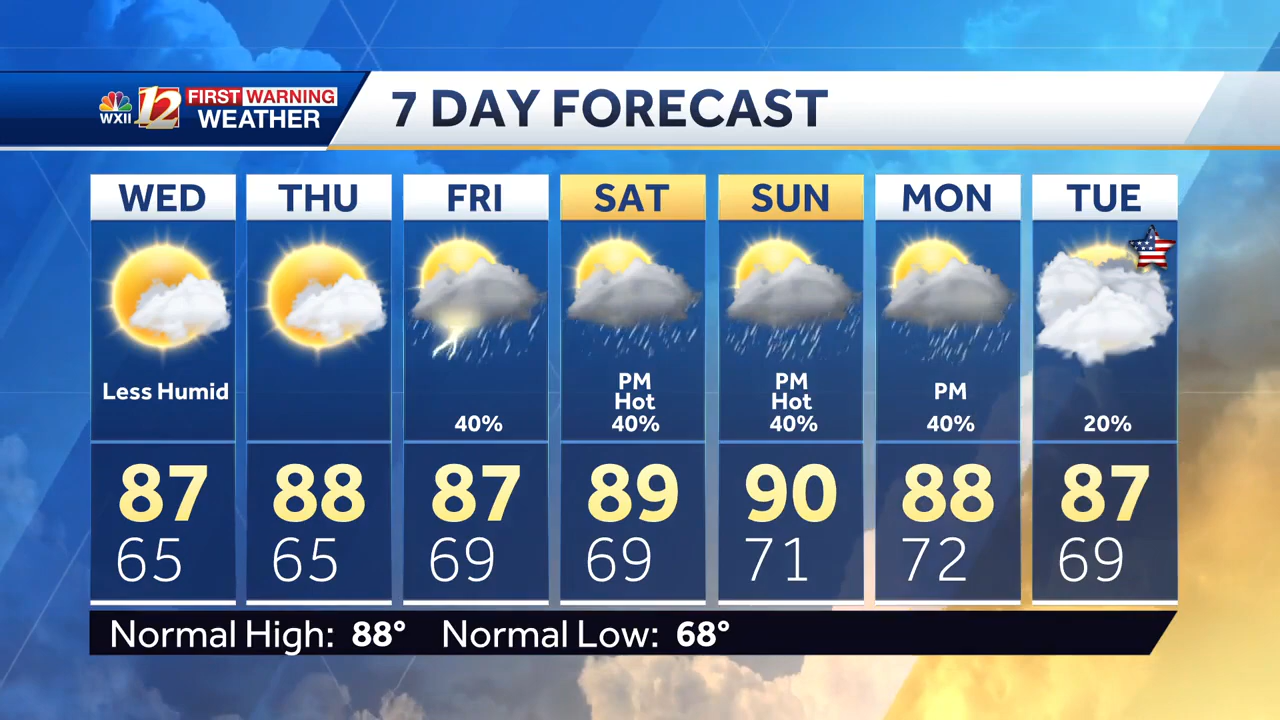 WXII 12 FIRST WARNING
WEATHER
7 DAY FORECAST
WED THU FRI SAT SUN MON TUE
Less Humid
40%
PM
Hot
40%
PM
Hot
40%
PM
40%
20%
87 88 87 89 90 88 87
65 65 69 69 71 72 69
Normal High: 88° Normal Low: 68°